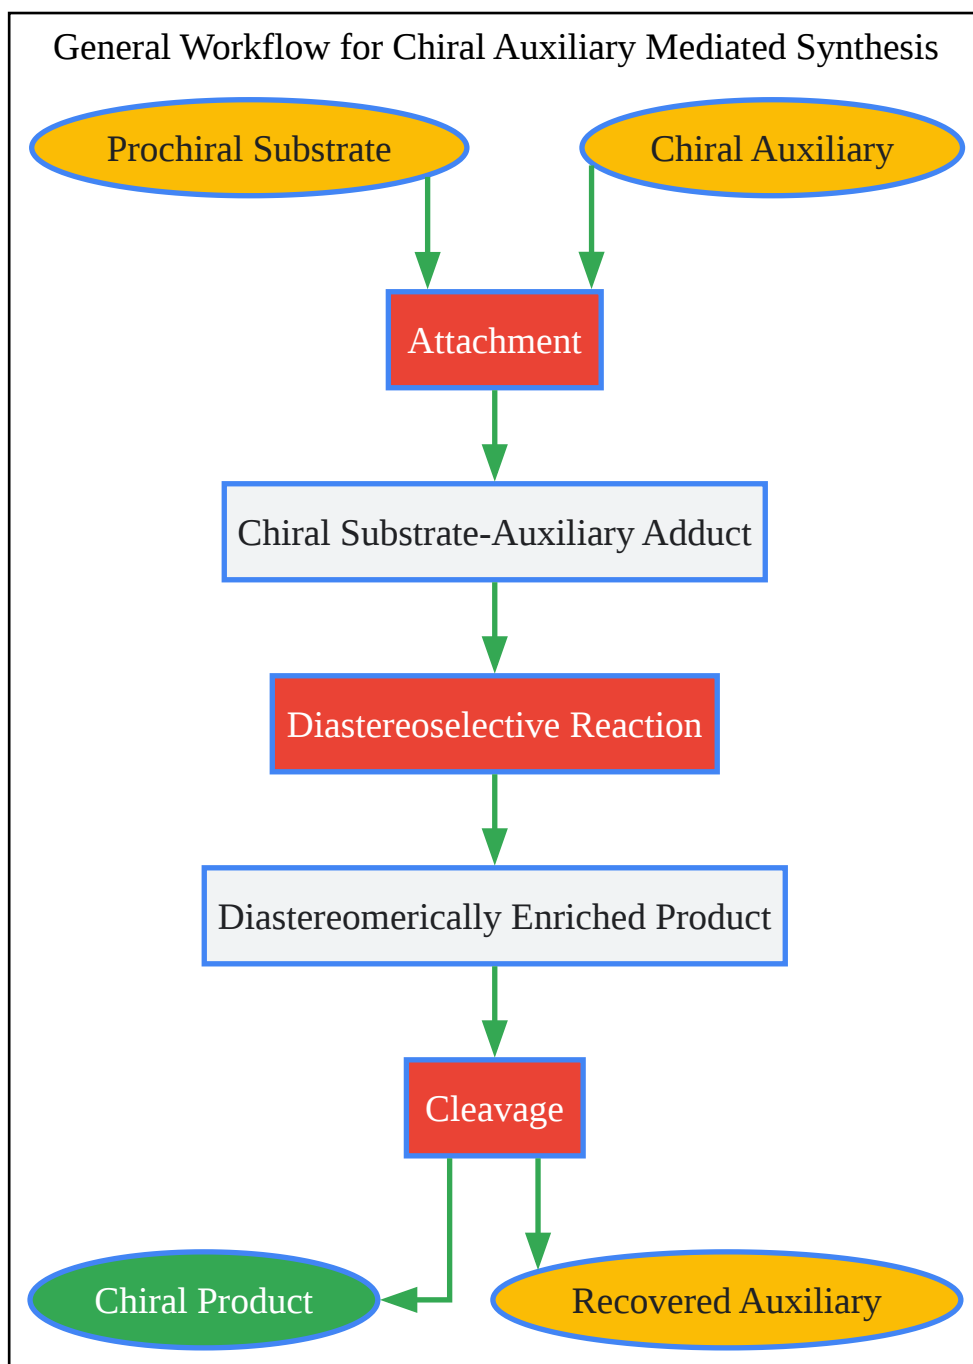 General Workflow for Chiral Auxiliary Mediated Synthesis
Prochiral Substrate
Chiral Auxiliary
Attachment
Chiral Substrate-Auxiliary Adduct
Diastereoselective Reaction
Diastereomerically Enriched Product
Cleavage
Chiral Product
Recovered Auxiliary